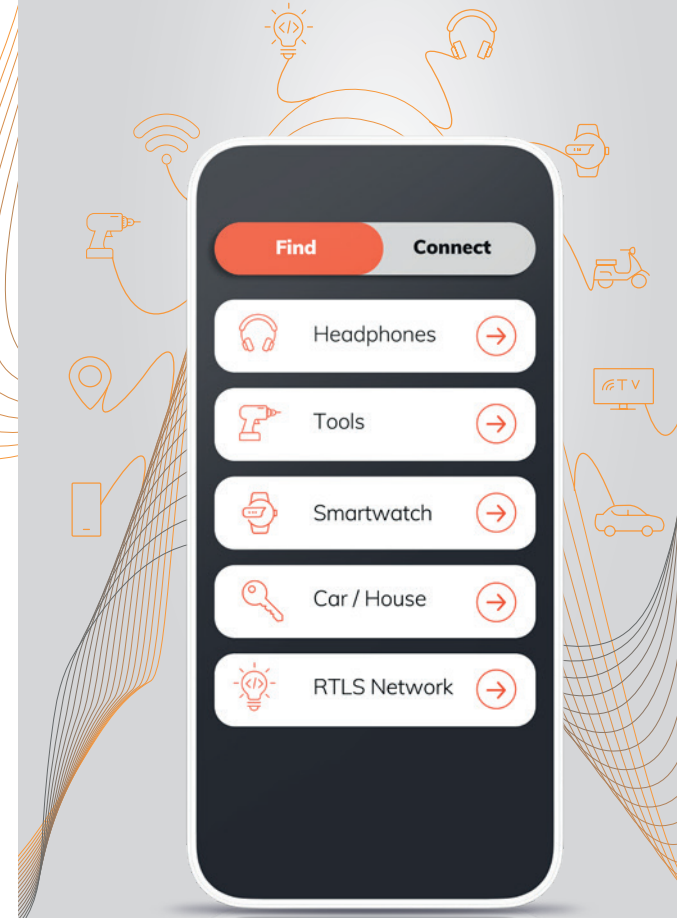 Find
Connect
Headphones
Tools
Smartwatch
Car / House
RTLS Network
TV